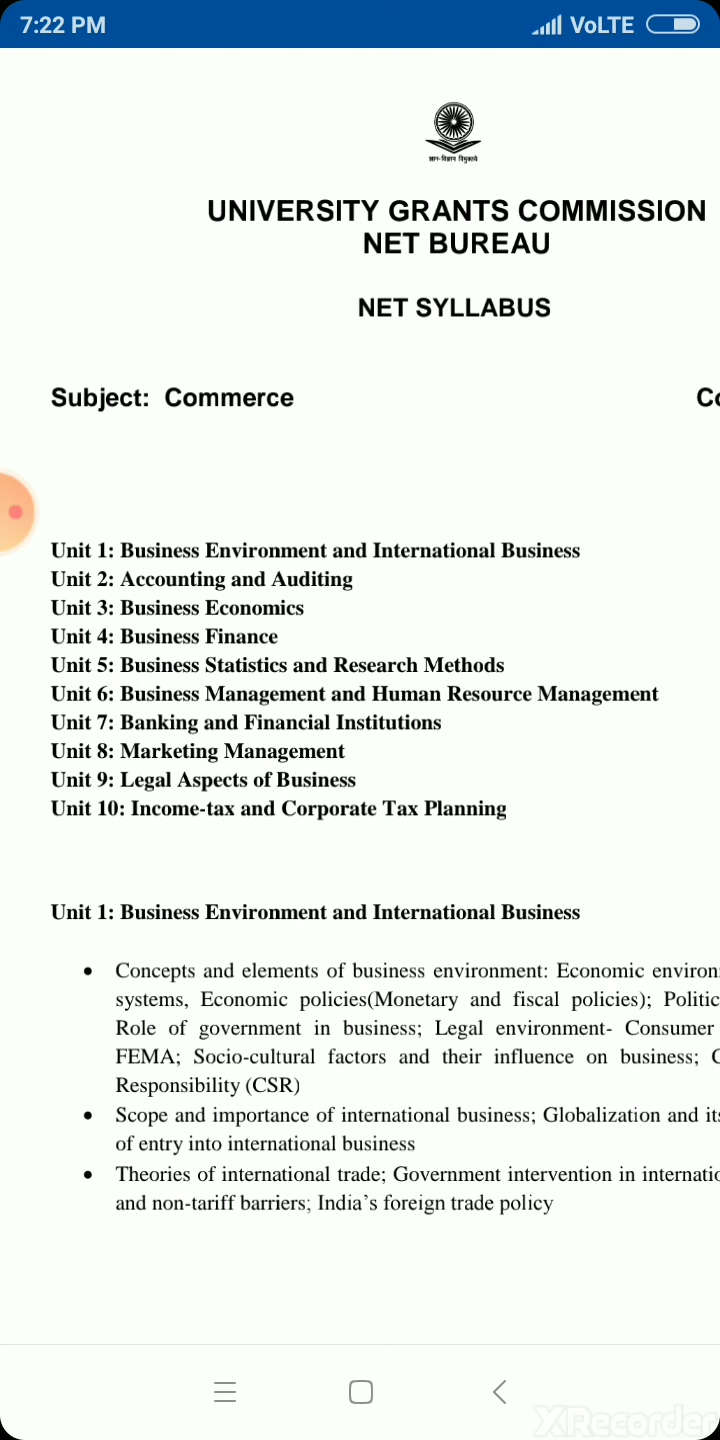 7:22 PM VoLTE
ज्ञान-विज्ञान विमुक्तये
UNIVERSITY GRANTS COMMISSION
NET BUREAU
NET SYLLABUS
Subject: Commerce Co
Unit 1: Business Environment and International Business
Unit 2: Accounting and Auditing
Unit 3: Business Economics
Unit 4: Business Finance
Unit 5: Business Statistics and Research Methods
Unit 6: Business Management and Human Resource Management
Unit 7: Banking and Financial Institutions
Unit 8: Marketing Management
Unit 9: Legal Aspects of Business
Unit 10: Income-tax and Corporate Tax Planning
Unit 1: Business Environment and International Business
• Concepts and elements of business environment: Economic environ
systems, Economic policies(Monetary and fiscal policies); Politic
Role of government in business; Legal environment- Consumer
FEMA; Socio-cultural factors and their influence on business; C
Responsibility (CSR)
• Scope and importance of international business; Globalization and its
of entry into international business
• Theories of international trade; Government intervention in internatio
and non-tariff barriers; India’s foreign trade policy
XRecorder